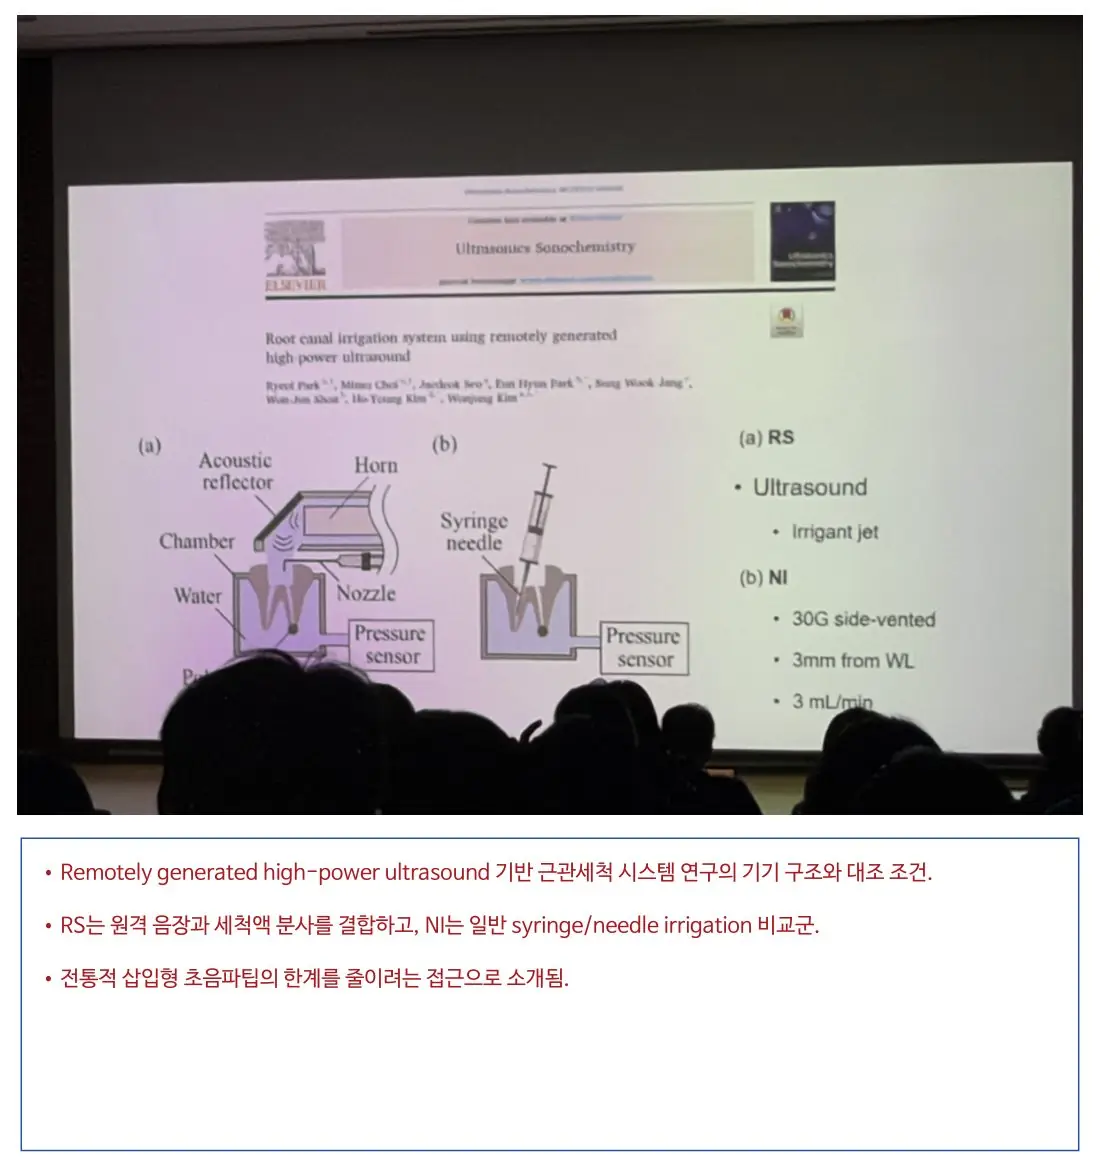 Ultrasonics Sonochemistry
ELSEVIER
Ultrasonics
Sonochemistry
Root canal irrigation system using remotely generated
high-power ultrasound
(a)
Acoustic
reflector
Horn
Chamber
Water
Nozzle
Pressure
sensor
(b)
Syringe
needle
Pressure
sensor
(a) RS
• Ultrasound
• Irrigant jet
(b) NI
• 30G side-vented
• 3mm from WL
• 3 mL/min
• Remotely generated high-power ultrasound 기반 근관세척 시스템 연구의 기기 구조와 대조 조건.
• RS는 원격 음장과 세척액 분사를 결합하고, NI는 일반 syringe/needle irrigation 비교군.
• 전통적 삽입형 초음파팁의 한계를 줄이려는 접근으로 소개됨.